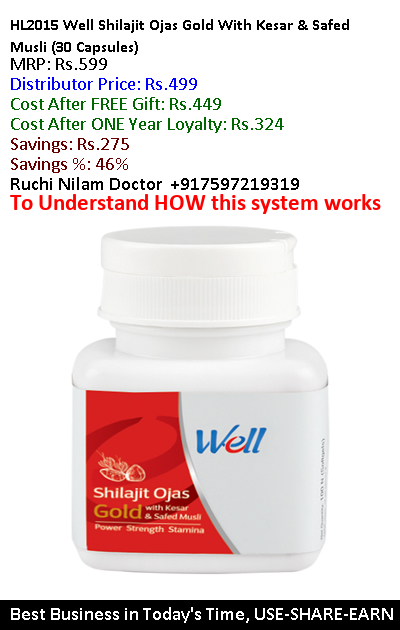 HL2015 Well Shilajit Ojas Gold With Kesar & Safed
Musli (30 Capsules)
MRP: Rs.599
Distributor Price: Rs.499
Cost After FREE Gift: Rs.449
Cost After ONE Year Loyalty: Rs.324
Savings: Rs.275
Savings %: 46%
Ruchi Nilam Doctor +917597219319
To Understand HOW this system works
Well
Shilajit Ojas
Gold with Kesar
& Safed Musli
Power Strength Stamina
Best Business in Today's Time, USE-SHARE-EARN